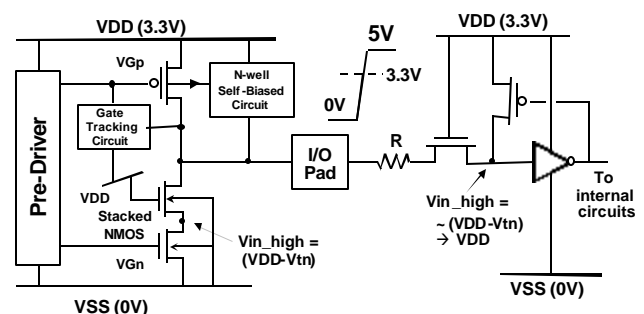 VDD (3.3V)
VGp
N-well
Self-Biased
Circuit
Gate
Tracking
Circuit
Pre-Driver
VDD
Stacked
NMOS
VGn
Vin_high =
(VDD-Vtn)
VSS (0V)
5V
3.3V
0V
I/O
Pad
R
VDD (3.3V)
Vin_high =
~ (VDD-Vtn)
→ VDD
To
internal
circuits
VSS (0V)